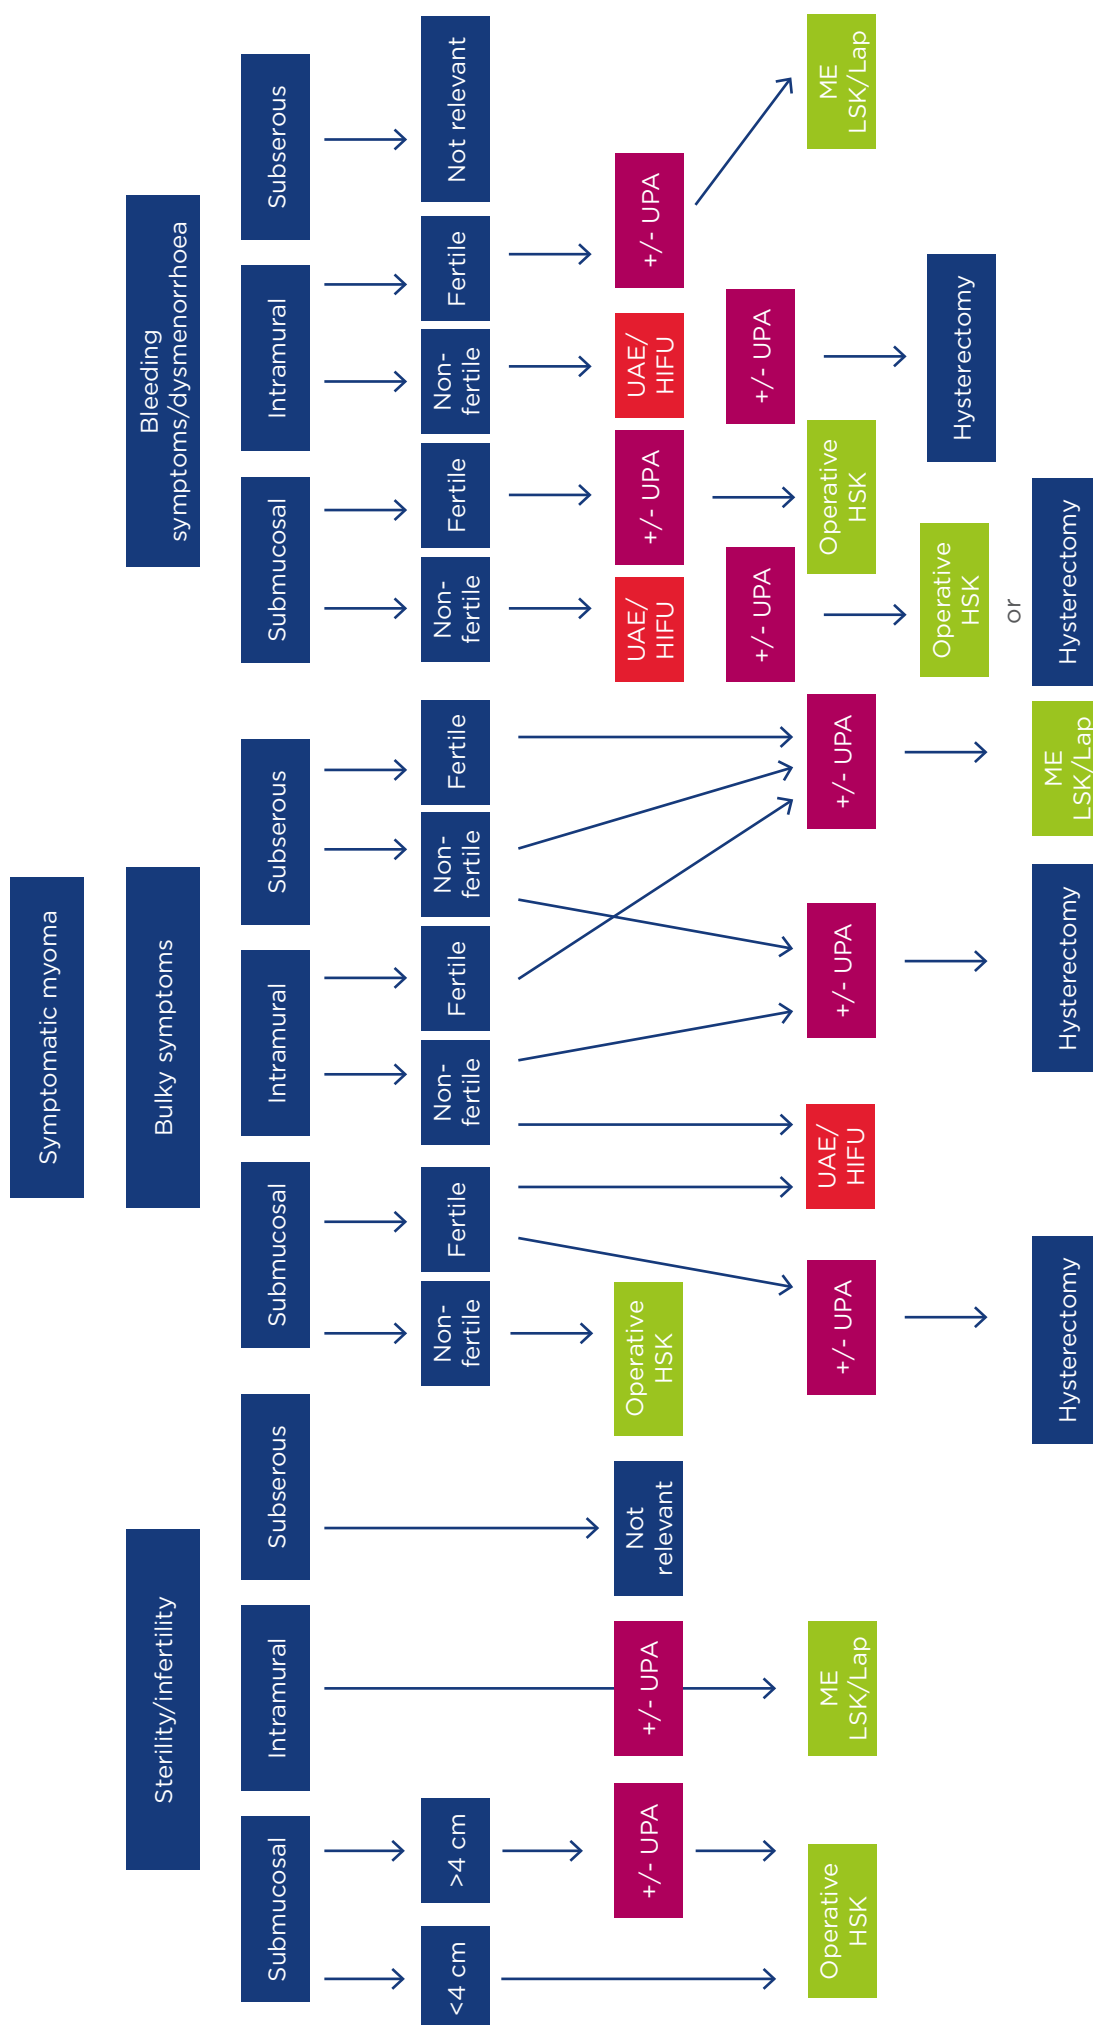 Symptomatic myoma
Sterility/infertility
Bulky symptoms
Bleeding
symptoms/dysmenorrhoea
Submucosal
Intramural
Subserous
Submucosal
Intramural
Subserous
Submucosal
Intramural
Subserous
<4 cm
>4 cm
Non-
fertile
Fertile
Non-
fertile
Fertile
Non-
fertile
Fertile
Non-
fertile
Fertile
Non-
fertile
Fertile
Not relevant
+/- UPA
+/- UPA
Not
relevant
Operative
HSK
UAE/
HIFU
+/- UPA
UAE/
HIFU
+/- UPA
+/- UPA
+/- UPA
Operative
HSK
ME
LSK/Lap
+/- UPA
UAE/
HIFU
+/- UPA
+/- UPA
Operative
HSK
ME
LSK/Lap
Operative
HSK
Hysterectomy
or
Hysterectomy
Hysterectomy
ME
LSK/Lap
Hysterectomy